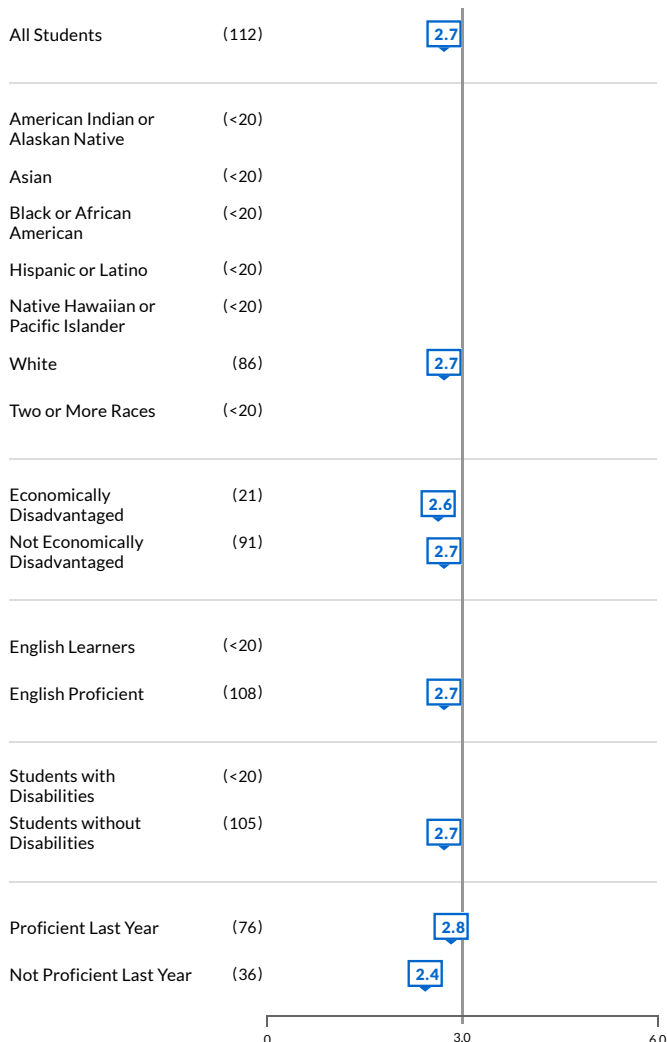 All Students (112) 2.7
American Indian or (<20)
Alaskan Native
Asian (<20)
Black or African (<20)
American
Hispanic or Latino (<20)
Native Hawaiian or (<20)
Pacific Islander
White (86) 2.7
Two or More Races (<20)
Economically (21) 2.6
Disadvantaged
Not Economically (91) 2.7
Disadvantaged
English Learners (<20)
English Proficient (108) 2.7
Students with (<20)
Disabilities
Students without (105) 2.7
Disabilities
Proficient Last Year (76) 2.8
Not Proficient Last Year (36) 2.4
0 3.0 6.0